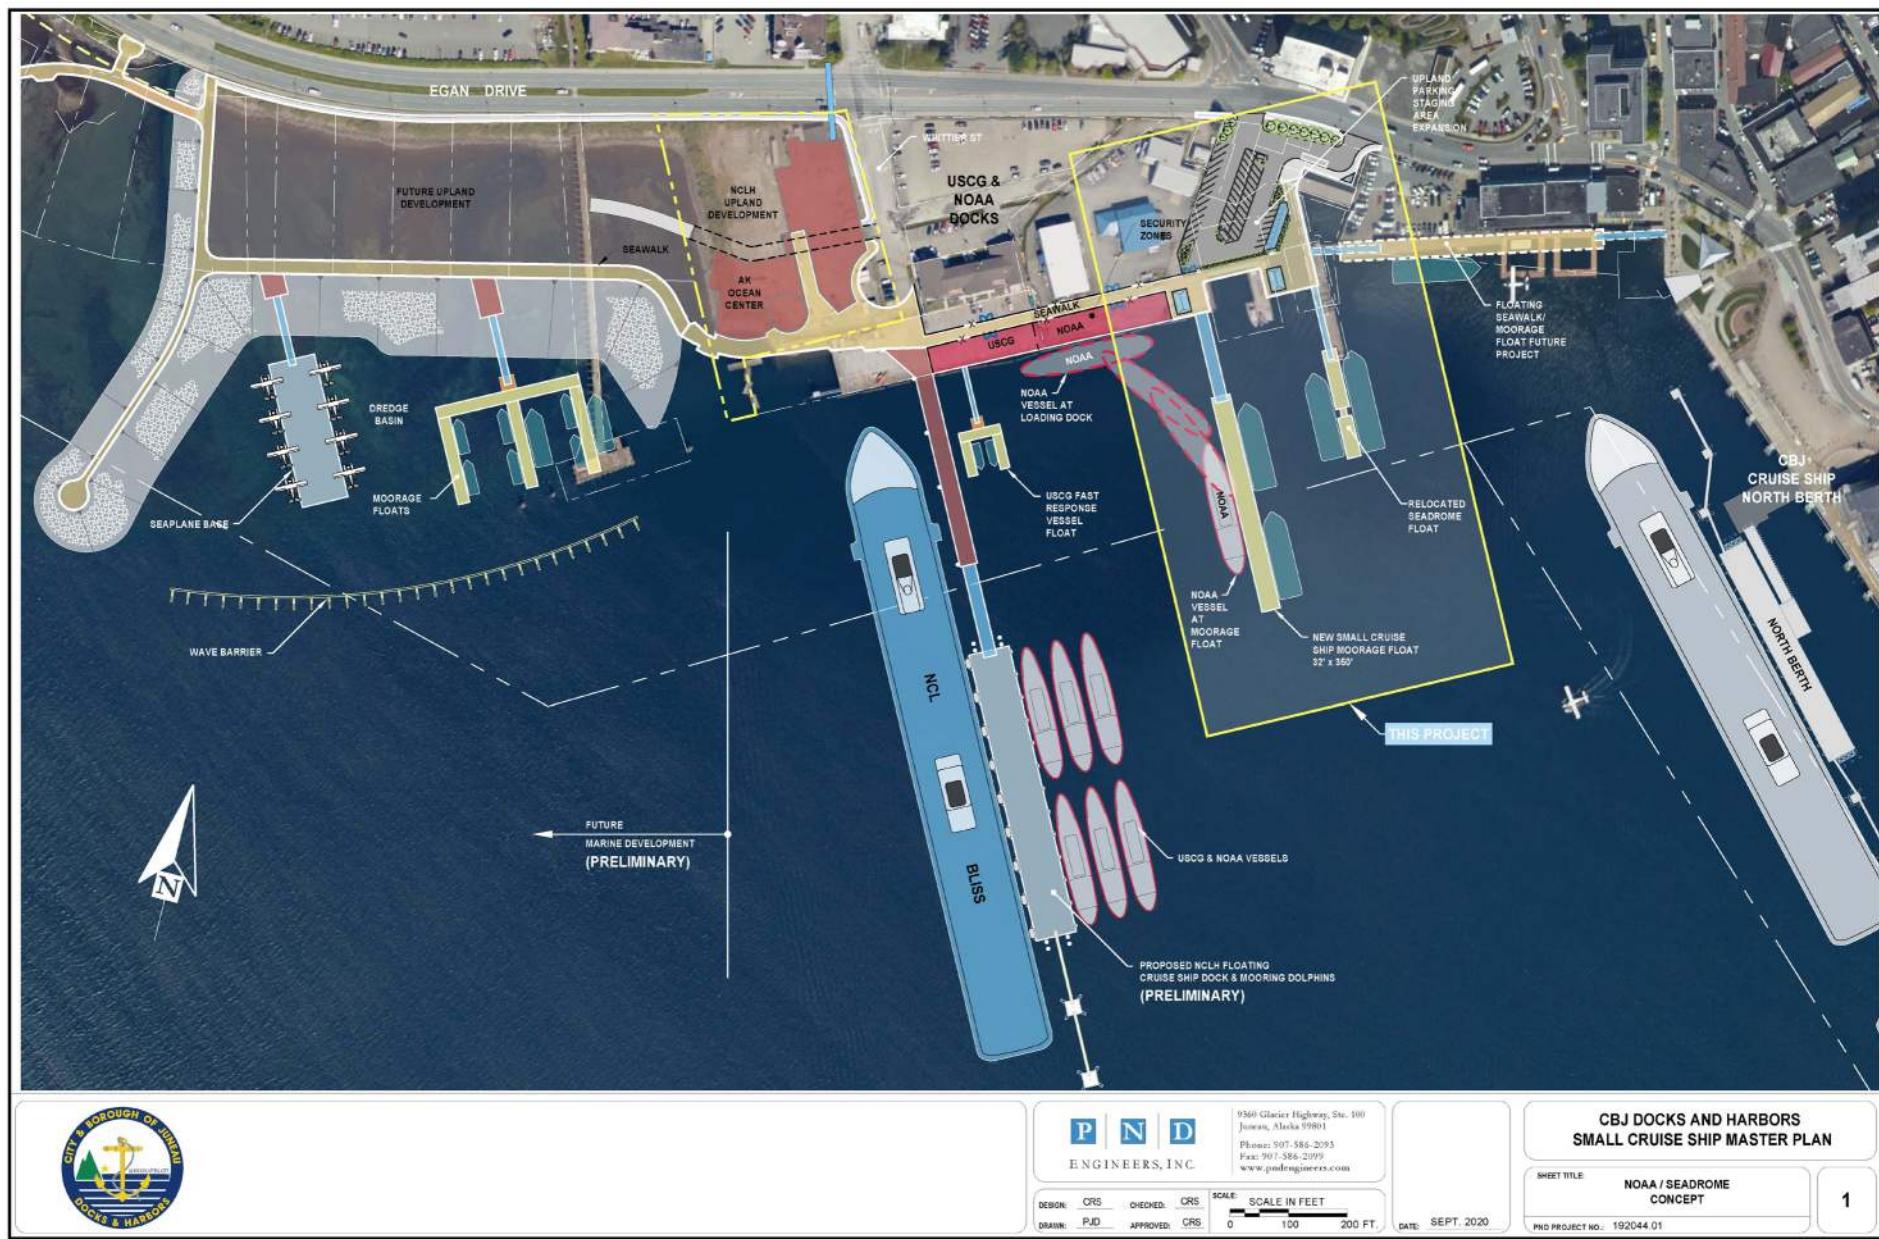 EGAN DRIVE
UPLAND
PARKING
STAGING
AREA
EXPANSION
WHITTIER ST
FUTURE UPLAND
DEVELOPMENT
NCLH
UPLAND
DEVELOPMENT
USCG &
NOAA
DOCKS
SECURITY
ZONES
SEAWALK
AK
OCEAN
CENTER
SEAWALK
USCG
NOAA
NOAA
NOAA
VESSEL AT
LOADING DOCK
FLOATING
SEAWALK/
MOORAGE
FLOAT FUTURE
PROJECT
DREDGE
BASIN
MOORAGE
FLOATS
SEAPLANE BASE
USCG FAST
RESPONSE
VESSEL
FLOAT
NOAA
RELOCATED
SEADROME
FLOAT
CBJ
CRUISE SHIP
NORTH BERTH
NORTH BERTH
WAVE BARRIER
NOAA
VESSEL
AT
MOORAGE
FLOAT
NEW SMALL CRUISE
SHIP MOORAGE FLOAT
32' x 350'
THIS PROJECT
NCL
BLISS
FUTURE
MARINE DEVELOPMENT
(PRELIMINARY)
USCG & NOAA VESSELS
PROPOSED NCLH FLOATING
CRUISE SHIP DOCK & MOORING DOLPHINS
(PRELIMINARY)
N
CITY & BOROUGH OF JUNEAU
DOCKS & HARBORS
P N D
ENGINEERS, INC.
9360 Glacier Highway, Ste. 100
Juneau, Alaska 99801
Phone: 907-586-2093
Fax: 907-586-2099
www.pndengineers.com
DESIGN: CRS CHECKED: CRS
DRAWN: PJD APPROVED: CRS
SCALE: SCALE IN FEET
0 100 200 FT.
DATE: SEPT. 2020
CBJ DOCKS AND HARBORS
SMALL CRUISE SHIP MASTER PLAN
SHEET TITLE:
NOAA / SEADROME
CONCEPT
PND PROJECT NO.: 192044.01
1